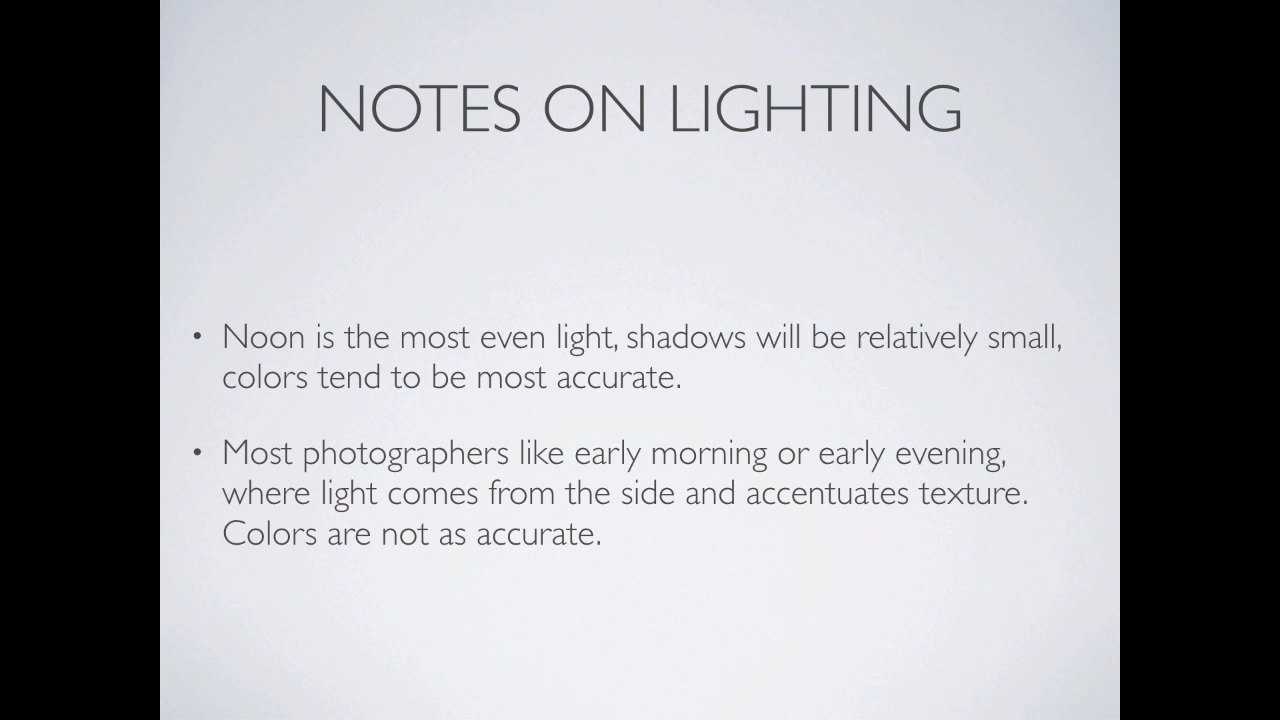 NOTES ON LIGHTING
• Noon is the most even light, shadows will be relatively small,
colors tend to be most accurate.
• Most photographers like early morning or early evening,
where light comes from the side and accentuates texture.
Colors are not as accurate.